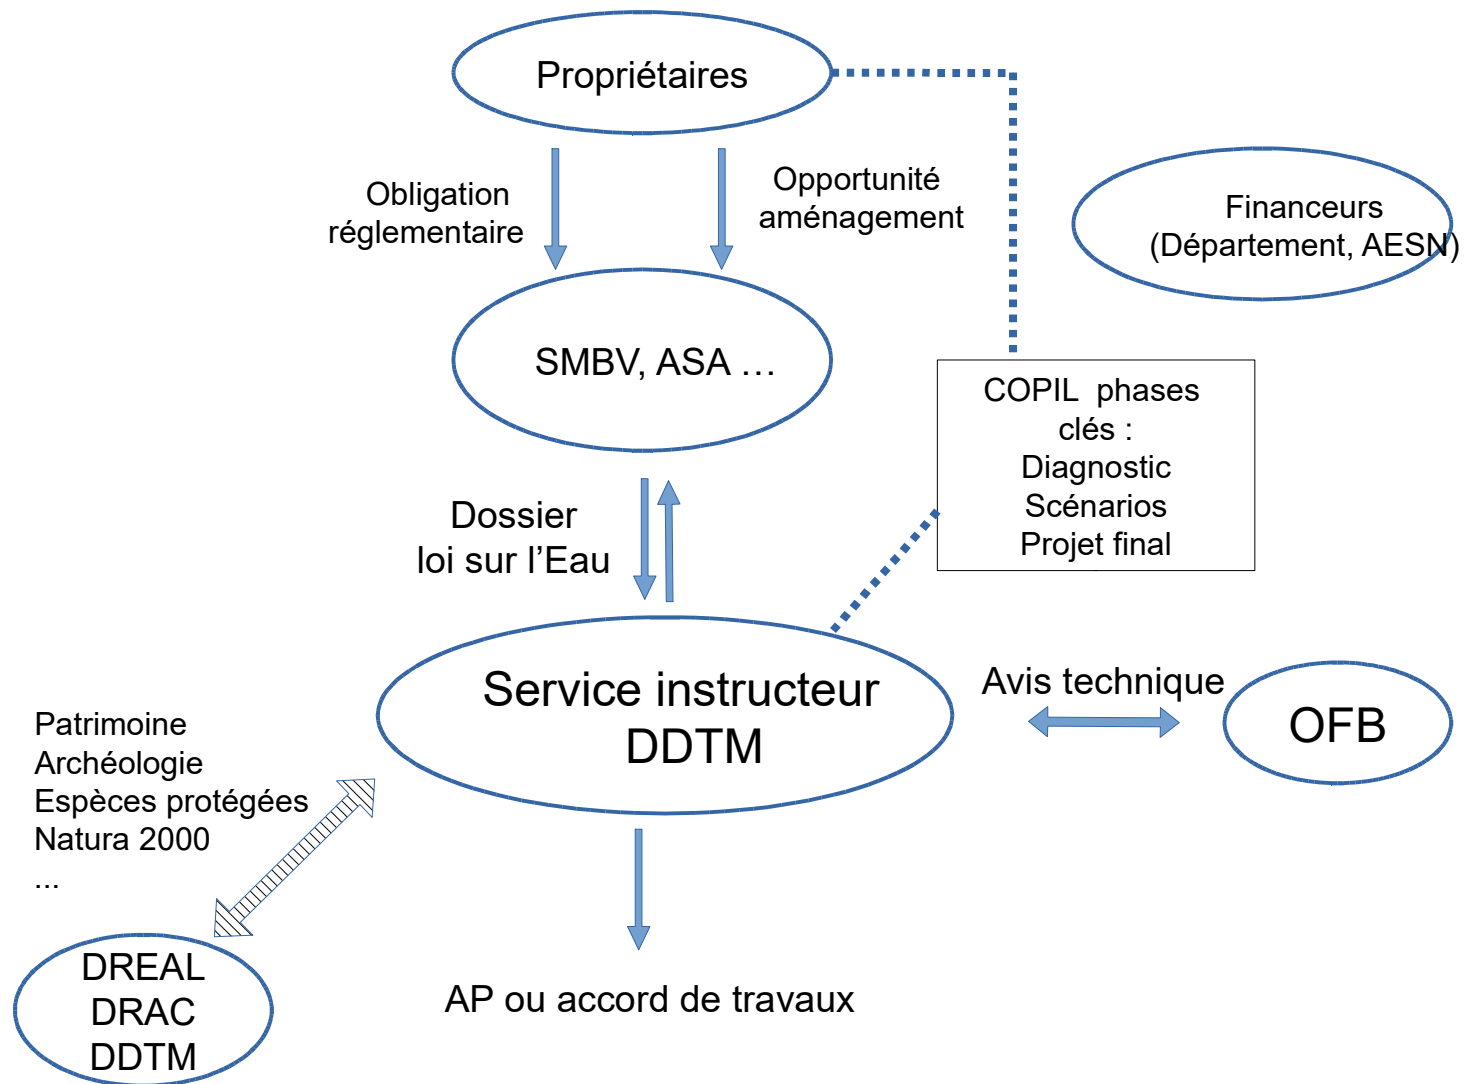 Propriétaires
Obligation
réglementaire
Opportunité
aménagement
Financeurs
(Département, AESN)
SMBV, ASA …
COPIL  phases
clés :
Diagnostic
Scénarios
Projet final
Dossier
loi sur l’Eau
Service instructeur
DDTM
Avis technique
OFB
Patrimoine
Archéologie
Espèces protégées
Natura 2000
...
DREAL
DRAC
DDTM
AP ou accord de travaux